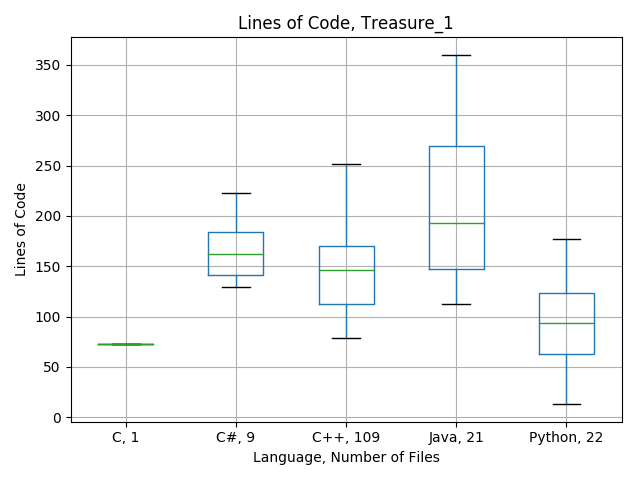 Lines of Code, Treasure_1
350
300
250
200
150
100
50
0
Lines of Code
C, 1
C#, 9
C++, 109
Java, 21
Python, 22
Language, Number of Files